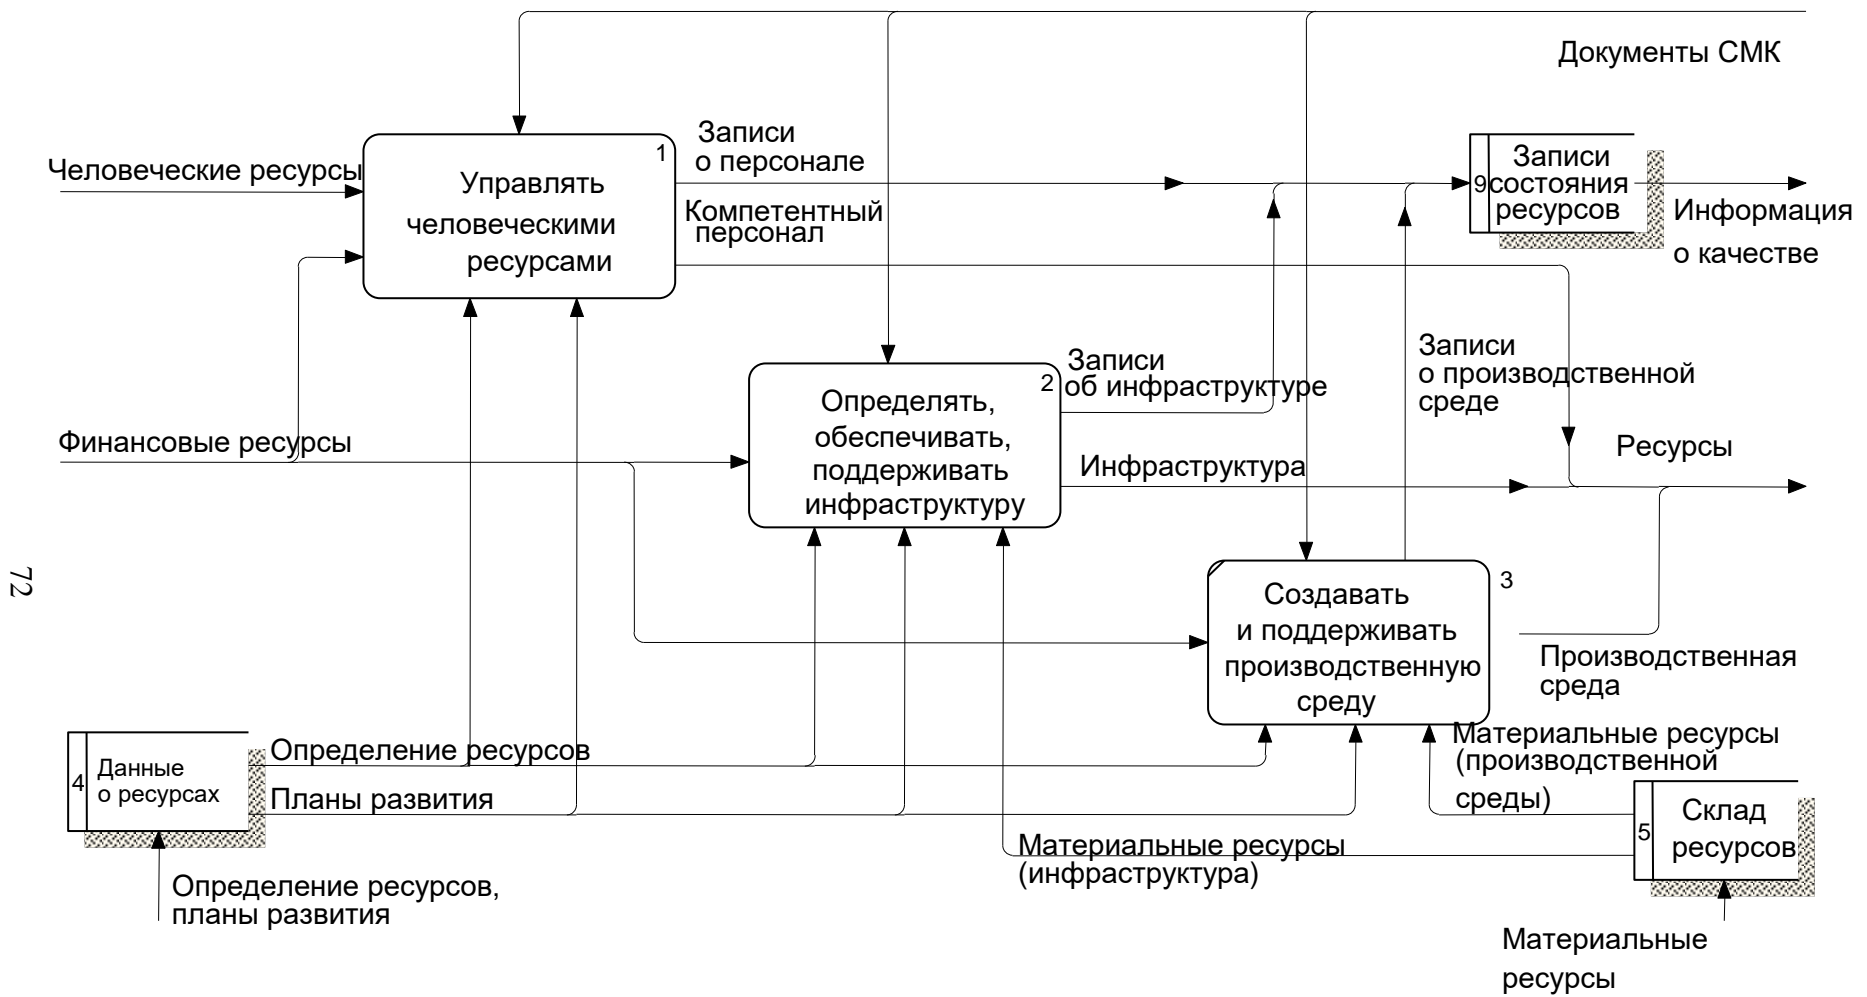 Документы СМК
Человеческие ресурсы
1
Управлять
человеческими
ресурсами
Записи
о персонале
Компетентный
персонал
9
Записи
состояния
ресурсов
Информация
о качестве
Финансовые ресурсы
2
Определять,
обеспечивать,
поддерживать
инфраструктуру
Записи
об инфраструктуре
Инфраструктура
Записи
о производственной
среде
Ресурсы
72
3
Создавать
и поддерживать
производственную
среду
Производственная
среда
4
Данные
о ресурсах
Определение ресурсов
Планы развития
Определение ресурсов,
планы развития
Материальные ресурсы
(производственной
среды)
Материальные ресурсы
(инфраструктура)
5
Склад
ресурсов
Материальные
ресурсы